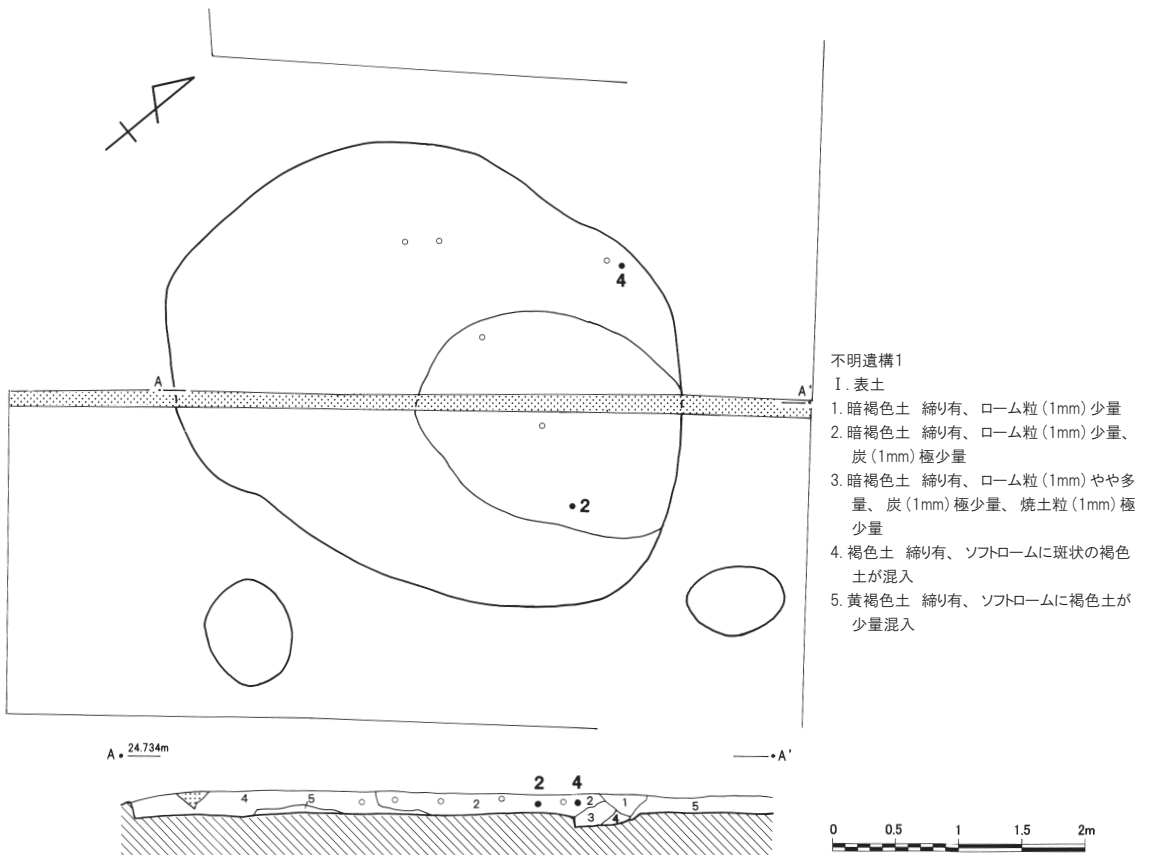 4
A
A'
2
不明遺構1
Ⅰ. 表土
1. 暗褐色土 締り有、ローム粒(1mm)少量
2. 暗褐色土 締り有、ローム粒(1mm)少量、
炭(1mm)極少量
3. 暗褐色土 締り有、ローム粒(1mm)やや多
量、炭(1mm)極少量、焼土粒(1mm)極
少量
4. 褐色土 締り有、ソフトロームに斑状の褐色
土が混入
5. 黄褐色土 締り有、ソフトロームに褐色土が
少量混入
A 24.734m
A'
2 4
4 5 2 2 1 5
3 4
0 0.5 1 1.5 2m